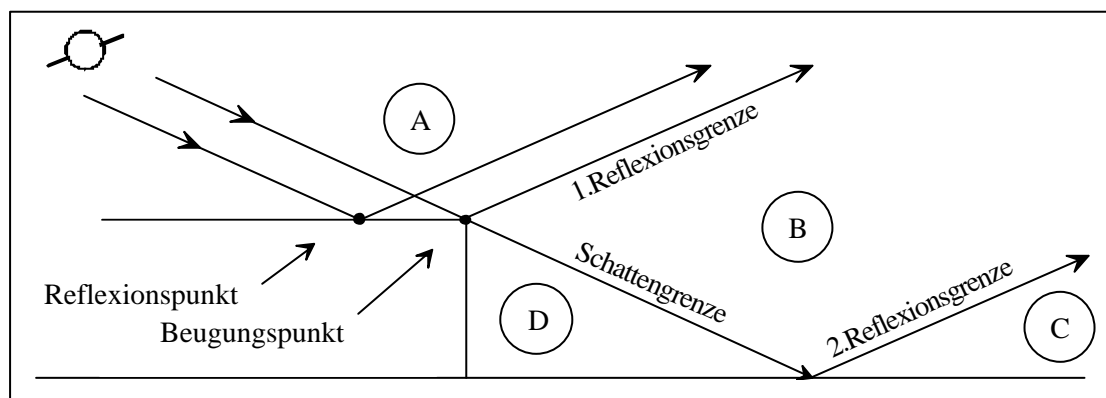 A
1.Reflexionsgrenze
B
Schattengrenze
Reflexionspunkt
Beugungspunkt
D
2.Reflexionsgrenze
C